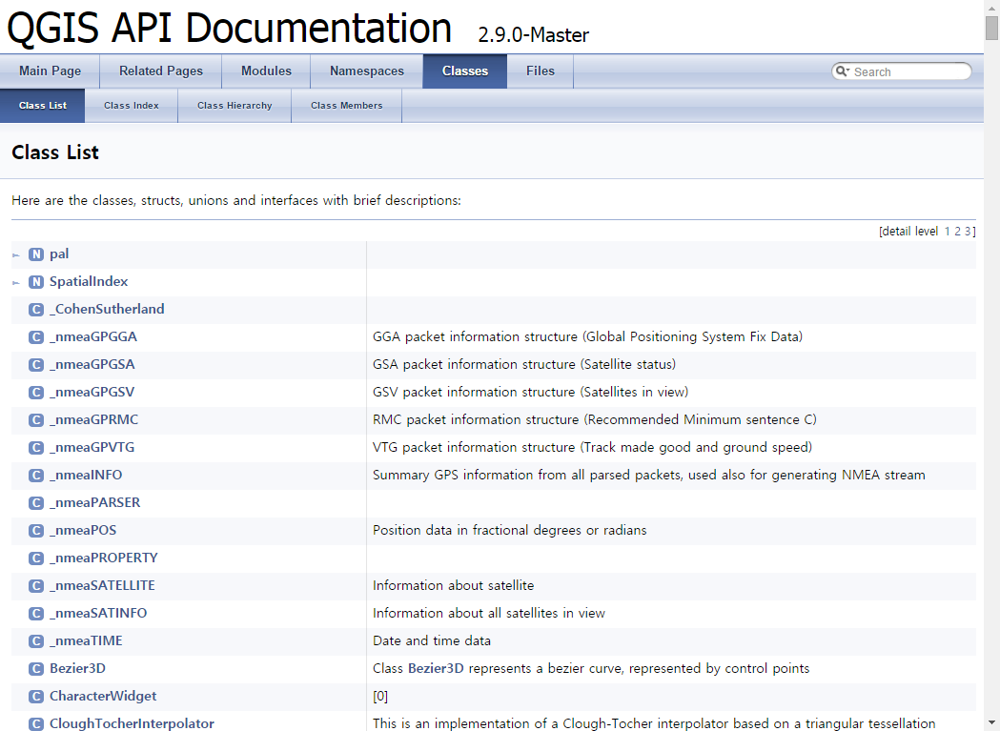 QGIS API Documentation 2.9.0-Master
Main Page Related Pages Modules Namespaces Classes Files Search
Class List Class Index Class Hierarchy Class Members
Class List
Here are the classes, structs, unions and interfaces with brief descriptions:
[detail level 1 2 3]
N pal
N SpatialIndex
C _CohenSutherland
C _nmeaGPGGA GGA packet information structure (Global Positioning System Fix Data)
C _nmeaGPGSA GSA packet information structure (Satellite status)
C _nmeaGPGSV GSV packet information structure (Satellites in view)
C _nmeaGPRMC RMC packet information structure (Recommended Minimum sentence C)
C _nmeaGPVTG VTG packet information structure (Track made good and ground speed)
C _nmeaINFO Summary GPS information from all parsed packets, used also for generating NMEA stream
C _nmeaPARSER
C _nmeaPOS Position data in fractional degrees or radians
C _nmeaPROPERTY
C _nmeaSATELLITE Information about satellite
C _nmeaSATINFO Information about all satellites in view
C _nmeaTIME Date and time data
C Bezier3D Class Bezier3D represents a bezier curve, represented by control points
C CharacterWidget [0]
C CloughTocherInterpolator This is an implementation of a Clough-Tocher interpolator based on a triangular tessellation